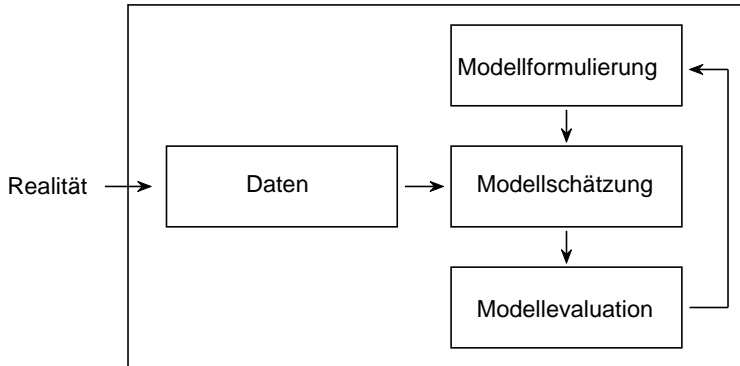 Modellformulierung
Realität
Daten
Modellschätzung
Modellevaluation